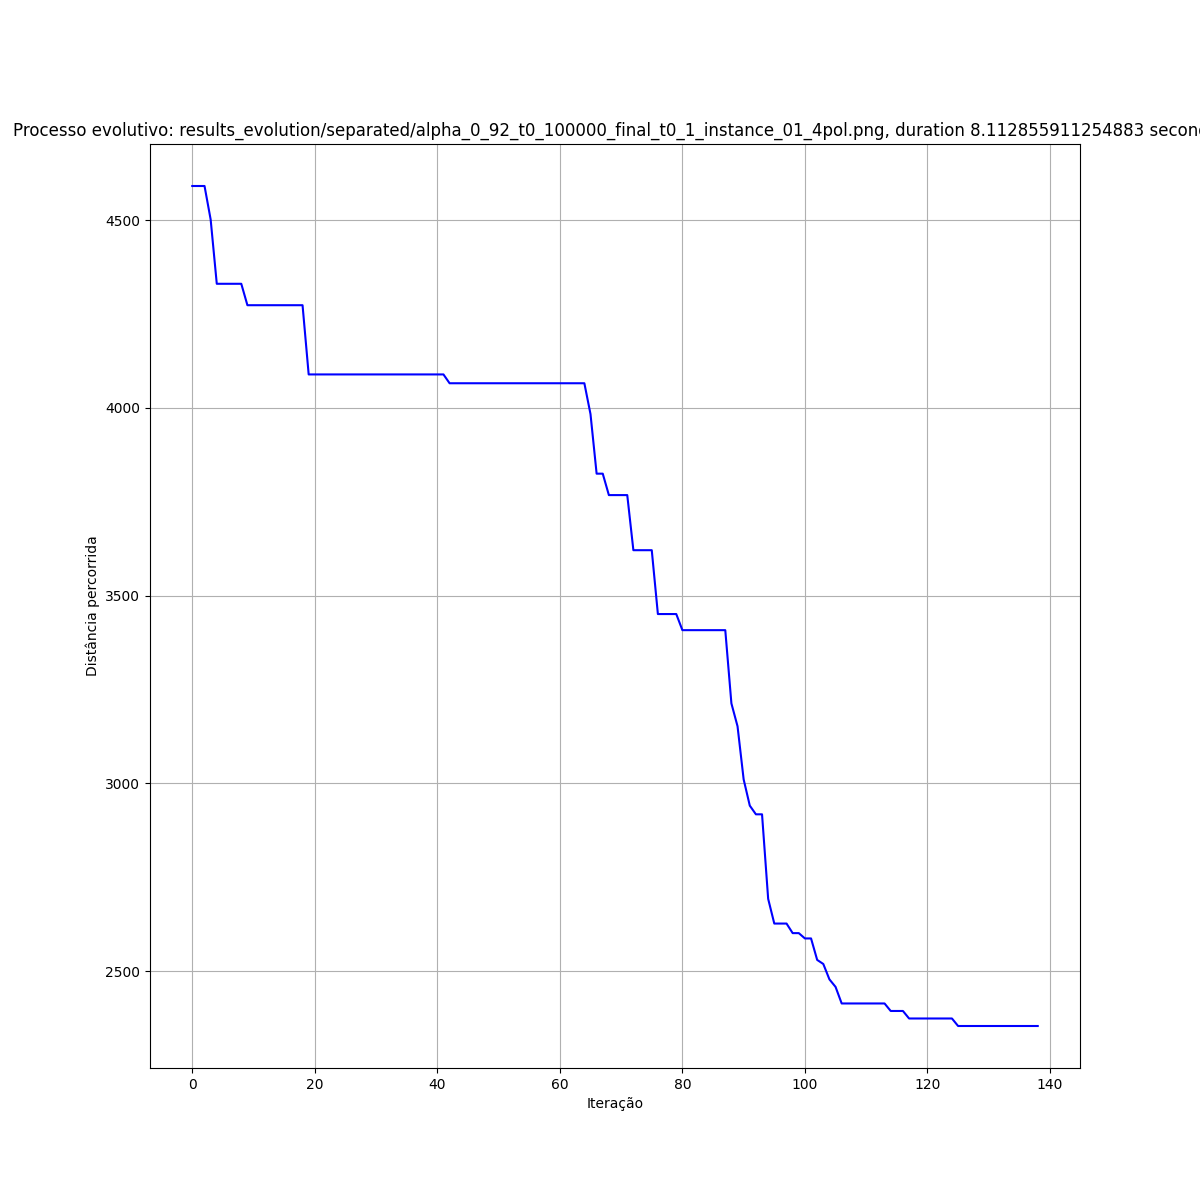 Processo evolutivo: results_evolution/separated/alpha_0_92_t0_100000_final_t0_1_instance_01_4pol.png, duration 8.112855911254883
4500
4000
3500
3000
2500
Distância percorrida
0 20 40 60 80 100 120 140
Iteração